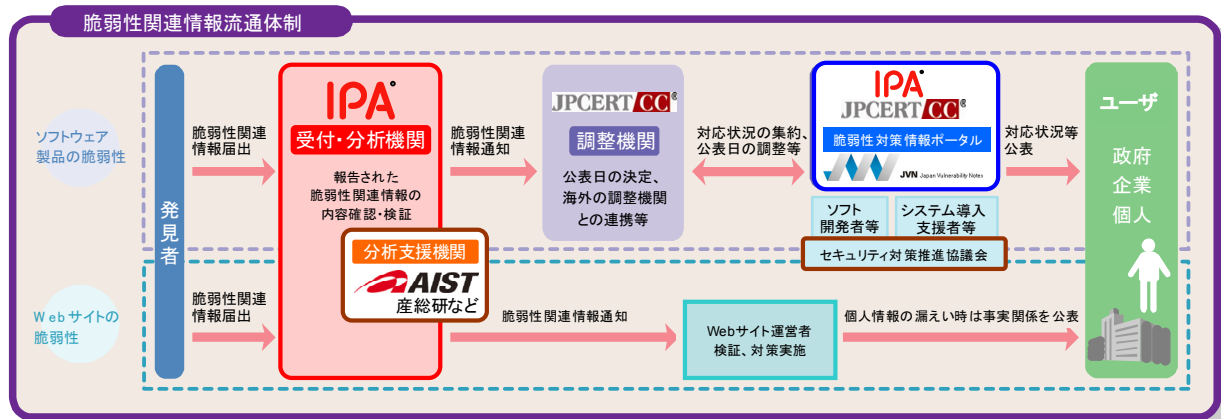 脆弱性関連情報流通体制
ソフトウェア
製品の脆弱性
発見者
脆弱性関連
情報届出
IPA
受付・分析機関
報告された
脆弱性関連情報の
内容確認・検証
分析支援機関
AIST
産総研など
脆弱性関連
情報通知
JPCERT CC®
調整機関
公表日の決定、
海外の調整機関
との連携等
対応状況の集約、
公表日の調整等
IPA
JPCERT CC®
脆弱性対策情報ポータル
JVN Japan Vulnerability Notes
ソフト
開発者等
システム導入
支援者等
セキュリティ対策推進協議会
対応状況等
公表
ユーザ
政府
企業
個人
Webサイトの
脆弱性
脆弱性関連
情報届出
脆弱性関連情報通知
Webサイト運営者
検証、対策実施
個人情報の漏えい時は事実関係を公表